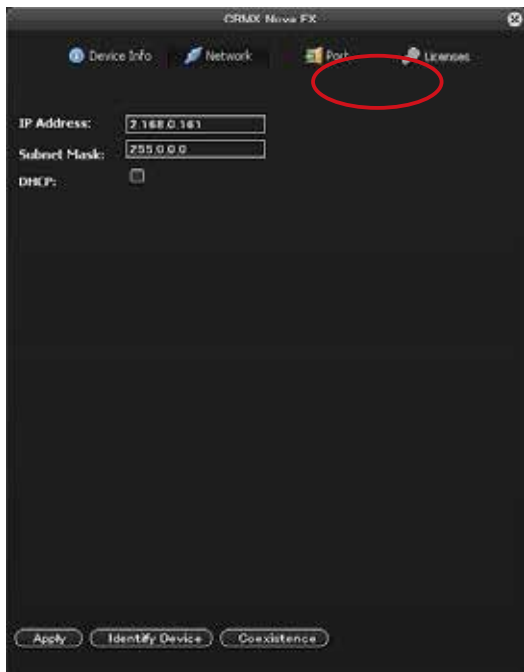 CRMX Nova FX
Device Info Network Port Licenses
IP Address: 2.168.0.161
Subnet Mask: 255.0.0.0
DHCP:
Apply Identify Device Coexistence